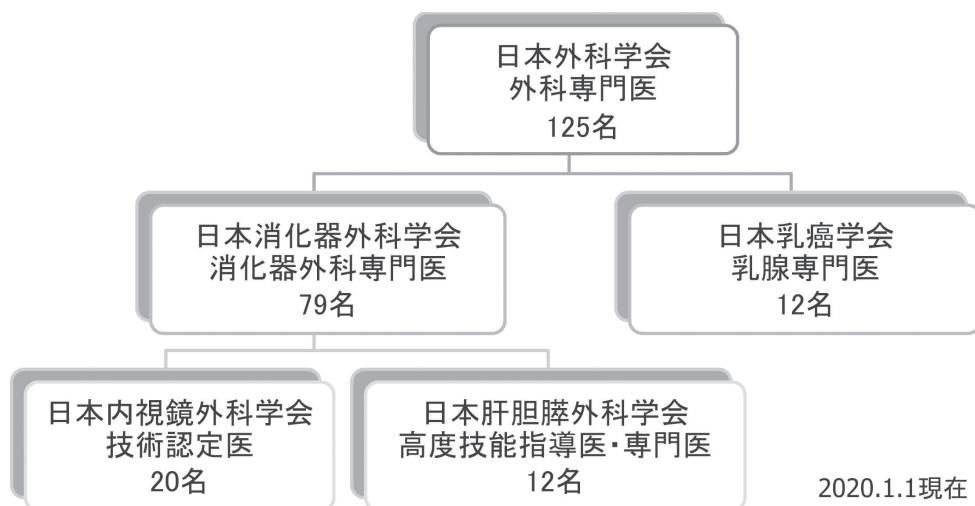 日本外科学会
外科専門医
125名
日本消化器外科学会
消化器外科専門医
79名
日本乳癌学会
乳腺専門医
12名
日本内視鏡外科学会
技術認定医
20名
日本肝胆膵外科学会
高度技能指導医・専門医
12名
2020.1.1現在